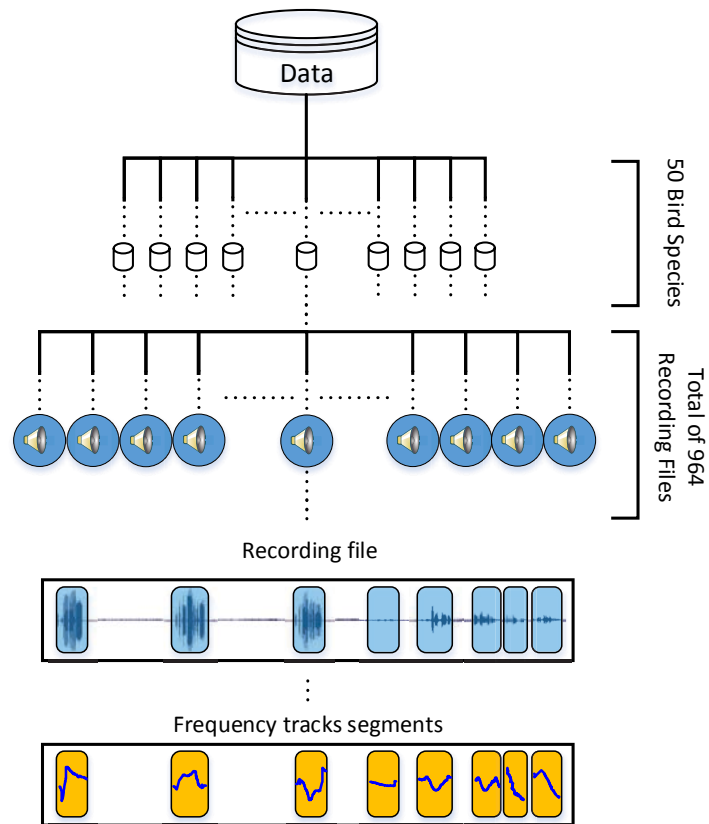 Data
50 Bird Species
Total of 964
Recording Files
Recording file
Frequency tracks segments